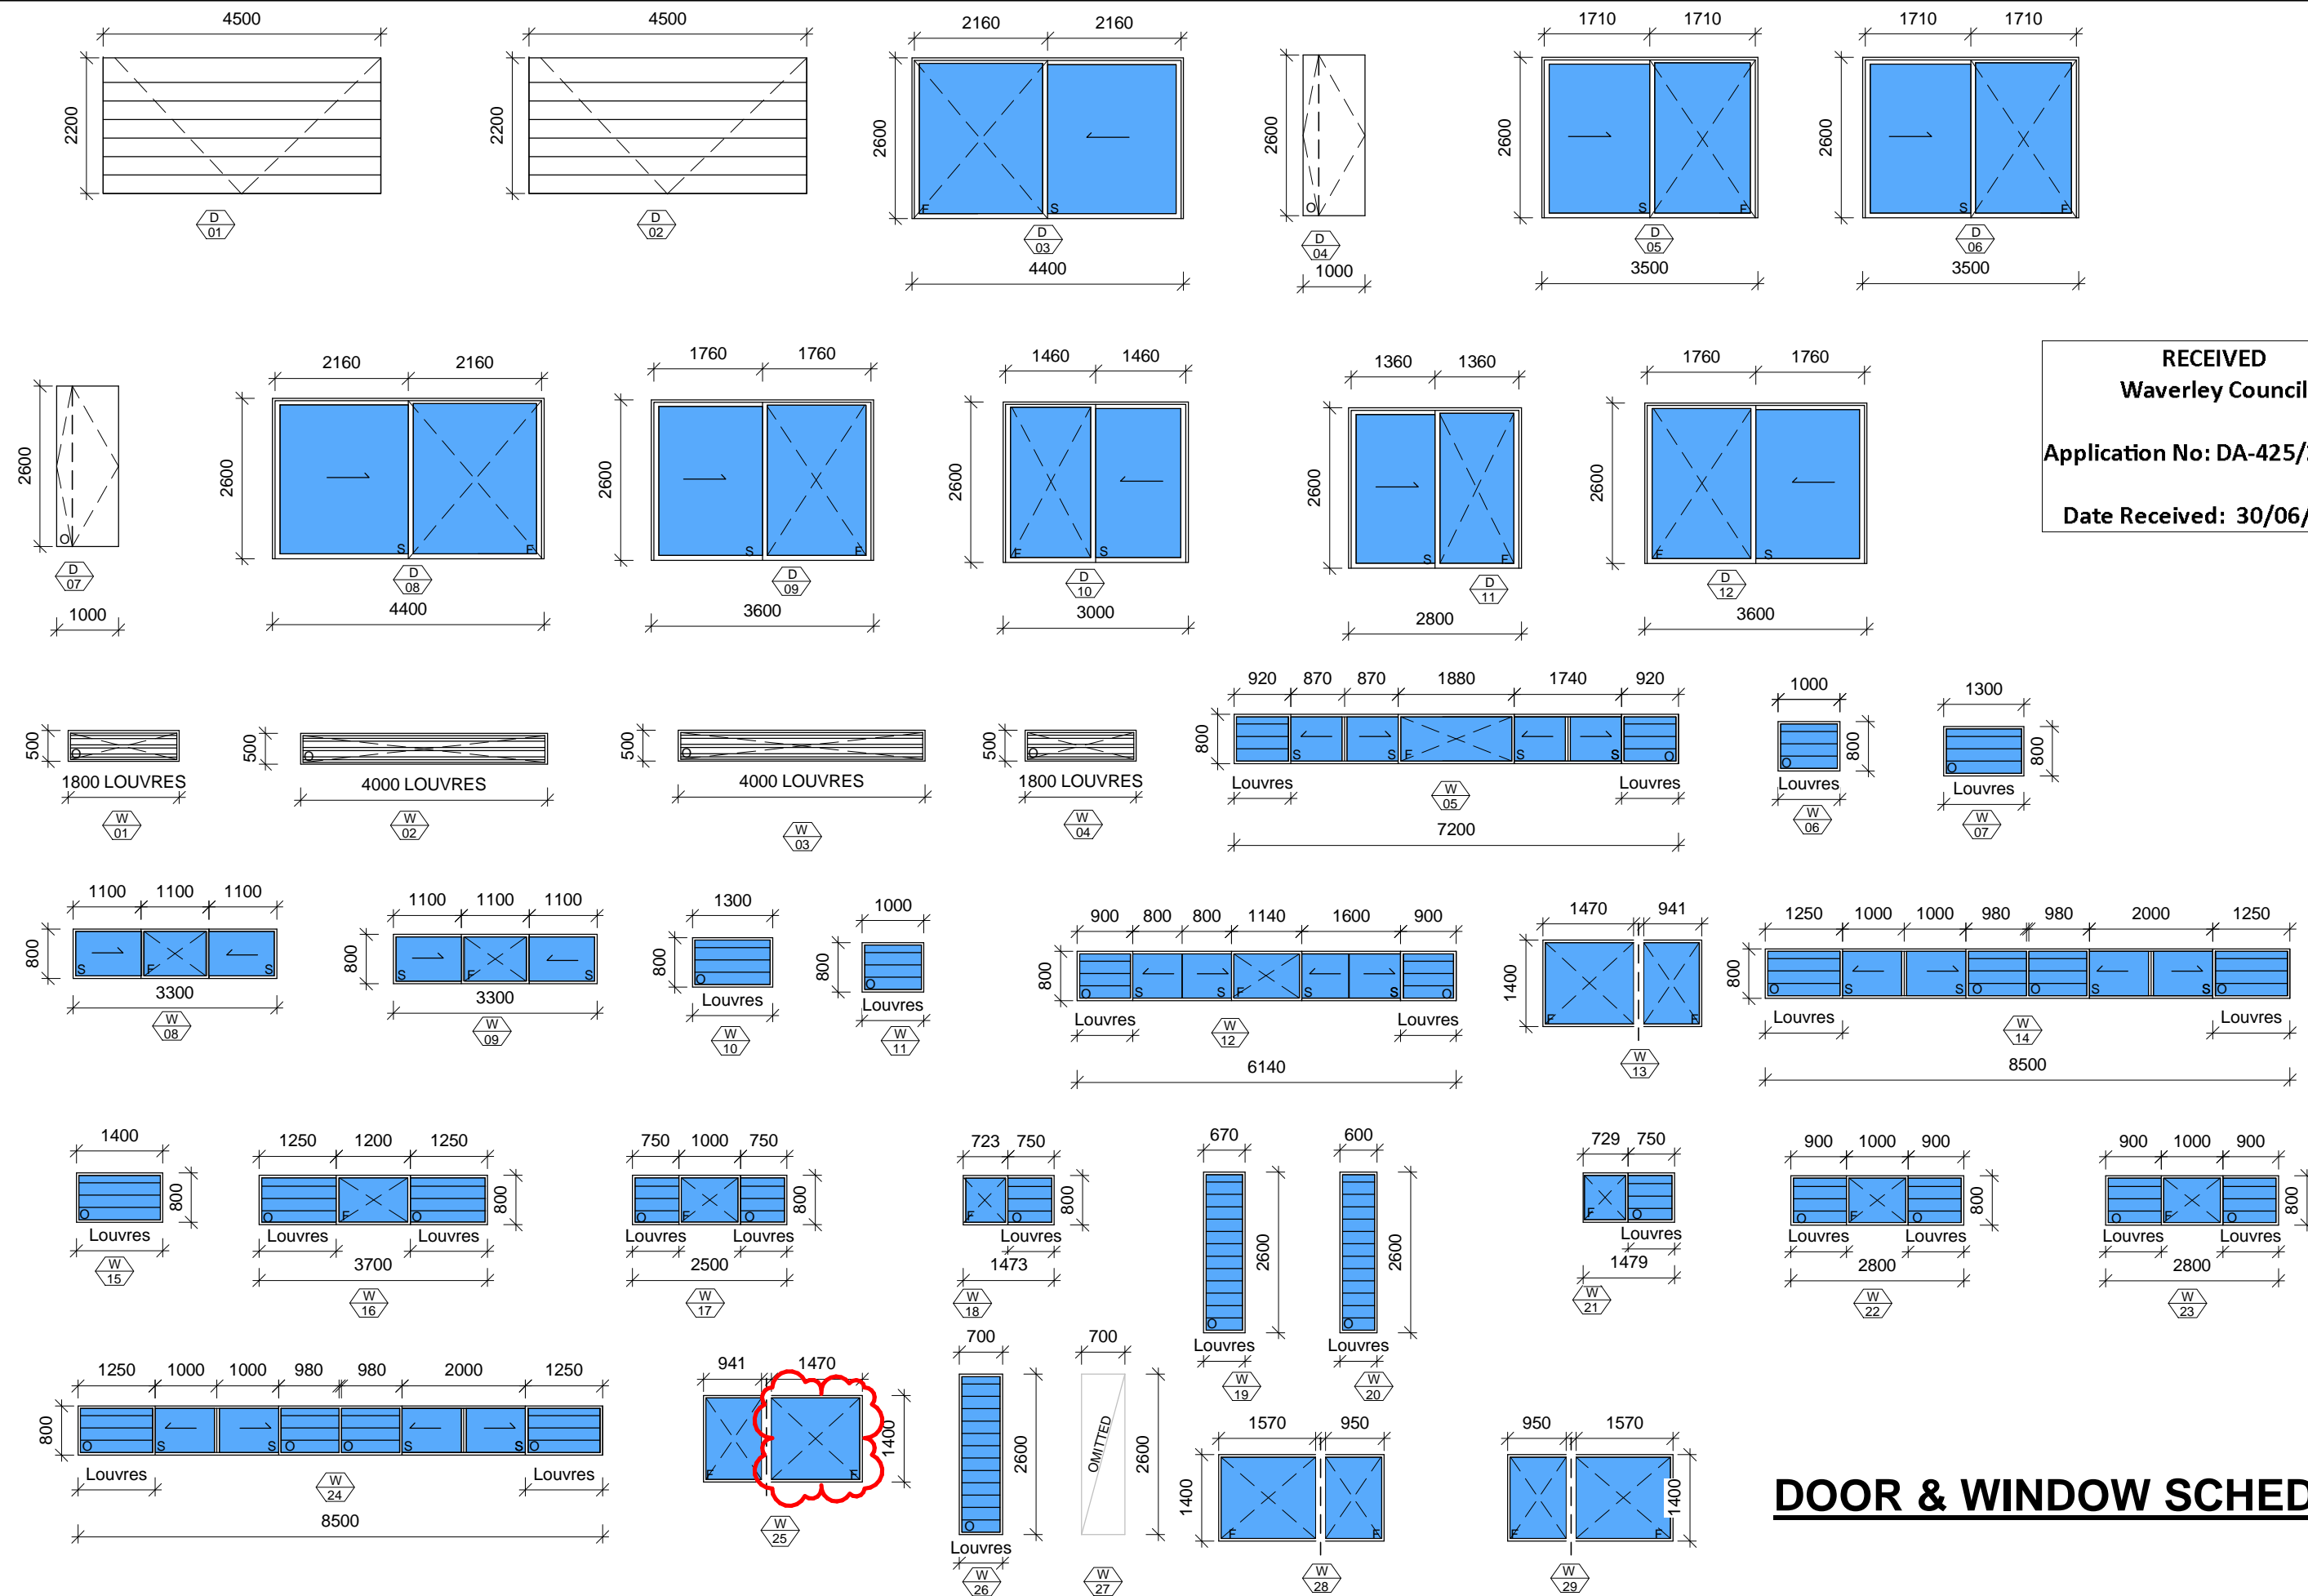 4500 4500 2160 2160 1710 1710 1710 1710
2200 2200 2600 2600 2600 2600
F S O S F S F
D 01 D 02 D 03 D 04 D 05 D 06
4400 1000 3500 3500
RECEIVED
Waverley Council
Application No: DA-425/
Date Received: 30/06/
2160 2160 1760 1760 1460 1460 1360 1360 1760 1760
2600 2600 2600 2600 2600 2600
O S F S F F S S F F S
D 07 D 08 D 09 D 10 D 11 D 12
1000 4400 3600 3000 2800 3600
920 870 870 1880 1740 920 1000 1300
500 500 500 500 800 800 800
O O O O S S F S S O O O
1800 LOUVRES 4000 LOUVRES 4000 LOUVRES 1800 LOUVRES Louvres Louvres Louvres Louvres
W 01 W 02 W 03 W 04 W 05 W 06 W 07
7200
1100 1100 1100 1100 1100 1100 1300 1000 900 800 800 1140 1600 900 1470 941 1250 1000 1000 980 980 2000 1250
800 800 800 800 800 1400 800
S F S S F S O O O S S F S S O F F O S S O O S S O
3300 3300 Louvres Louvres Louvres Louvres Louvres Louvres
W 08 W 09 W 10 W 11 W 12 W 13 W 14
6140 8500
1400 1250 1200 1250 750 1000 750 723 750 670 600 729 750 900 1000 900 900 1000 900
800 800 800 800 2600 2600 800 800
O O F O O F O F O O O F O O F O O F O
Louvres Louvres Louvres Louvres Louvres Louvres Louvres Louvres Louvres Louvres Louvres Louvres Louvres
3700 2500 1473 1479 2800 2800
W 15 W 16 W 17 W 18 W 19 W 20 W 21 W 22 W 23
1250 1000 1000 980 980 2000 1250 941 1470 700 700 1570 950 950 1570
800 1400 2600 OMITTED 2600 1400 1400
O S S O O S S O F F O F F F F
Louvres Louvres Louvres
W 24 W 25 W 26 W 27 W 28 W 29
8500
DOOR & WINDOW SCHED